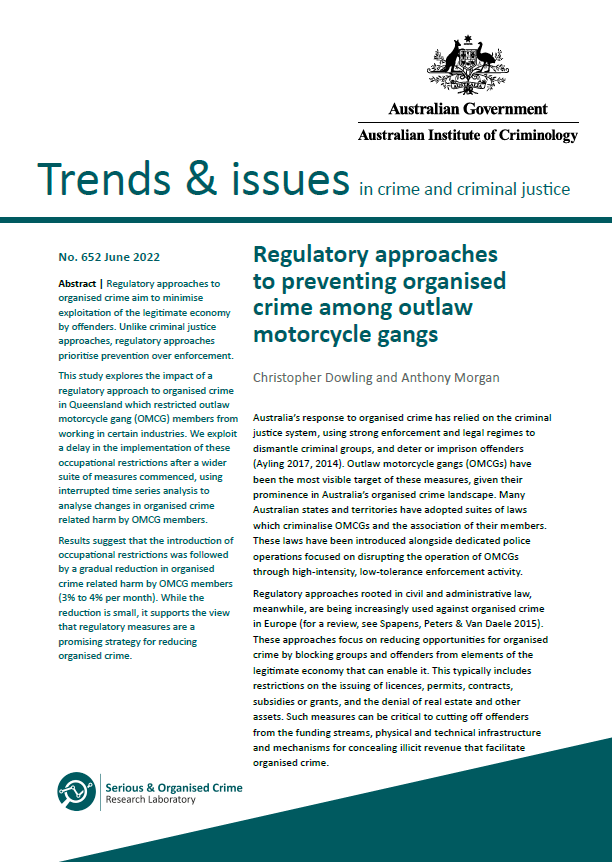 Australian Government
Australian Institute of Criminology
Trends & issues in crime and criminal justice
No. 652 June 2022
Abstract | Regulatory approaches to
organised crime aim to minimise
exploitation of the legitimate economy
by offenders. Unlike criminal justice
approaches, regulatory approaches
prioritise prevention over enforcement.
This study explores the impact of a
regulatory approach to organised crime
in Queensland which restricted outlaw
motorcycle gang (OMCG) members from
working in certain industries. We exploit
a delay in the implementation of these
occupational restrictions after a wider
suite of measures commenced, using
interrupted time series analysis to
analyse changes in organised crime
related harm by OMCG members.
Results suggest that the introduction of
occupational restrictions was followed
by a gradual reduction in organised
crime related harm by OMCG members
(3% to 4% per month). While the
reduction is small, it supports the view
that regulatory measures are a
promising strategy for reducing
organised crime.
Regulatory approaches
to preventing organised
crime among outlaw
motorcycle gangs
Christopher Dowling and Anthony Morgan
Australia's response to organised crime has relied on the criminal
justice system, using strong enforcement and legal regimes to
dismantle criminal groups, and deter or imprison offenders
(Ayling 2017, 2014). Outlaw motorcycle gangs (OMCGs) have
been the most visible target of these measures, given their
prominence in Australia's organised crime landscape. Many
Australian states and territories have adopted suites of laws
which criminalise OMCGs and the association of their members.
These laws have been introduced alongside dedicated police
operations focused on disrupting the operation of OMCGs
through high-intensity, low-tolerance enforcement activity.
Regulatory approaches rooted in civil and administrative law,
meanwhile, are being increasingly used against organised crime
in Europe (for a review, see Spapens, Peters & Van Daele 2015).
These approaches focus on reducing opportunities for organised
crime by blocking groups and offenders from elements of the
legitimate economy that can enable it. This typically includes
restrictions on the issuing of licences, permits, contracts,
subsidies or grants, and the denial of real estate and other
assets. Such measures can be critical to cutting off offenders
from the funding streams, physical and technical infrastructure
and mechanisms for concealing illicit revenue that facilitate
organised crime.
Serious & Organised Crime
Research Laboratory